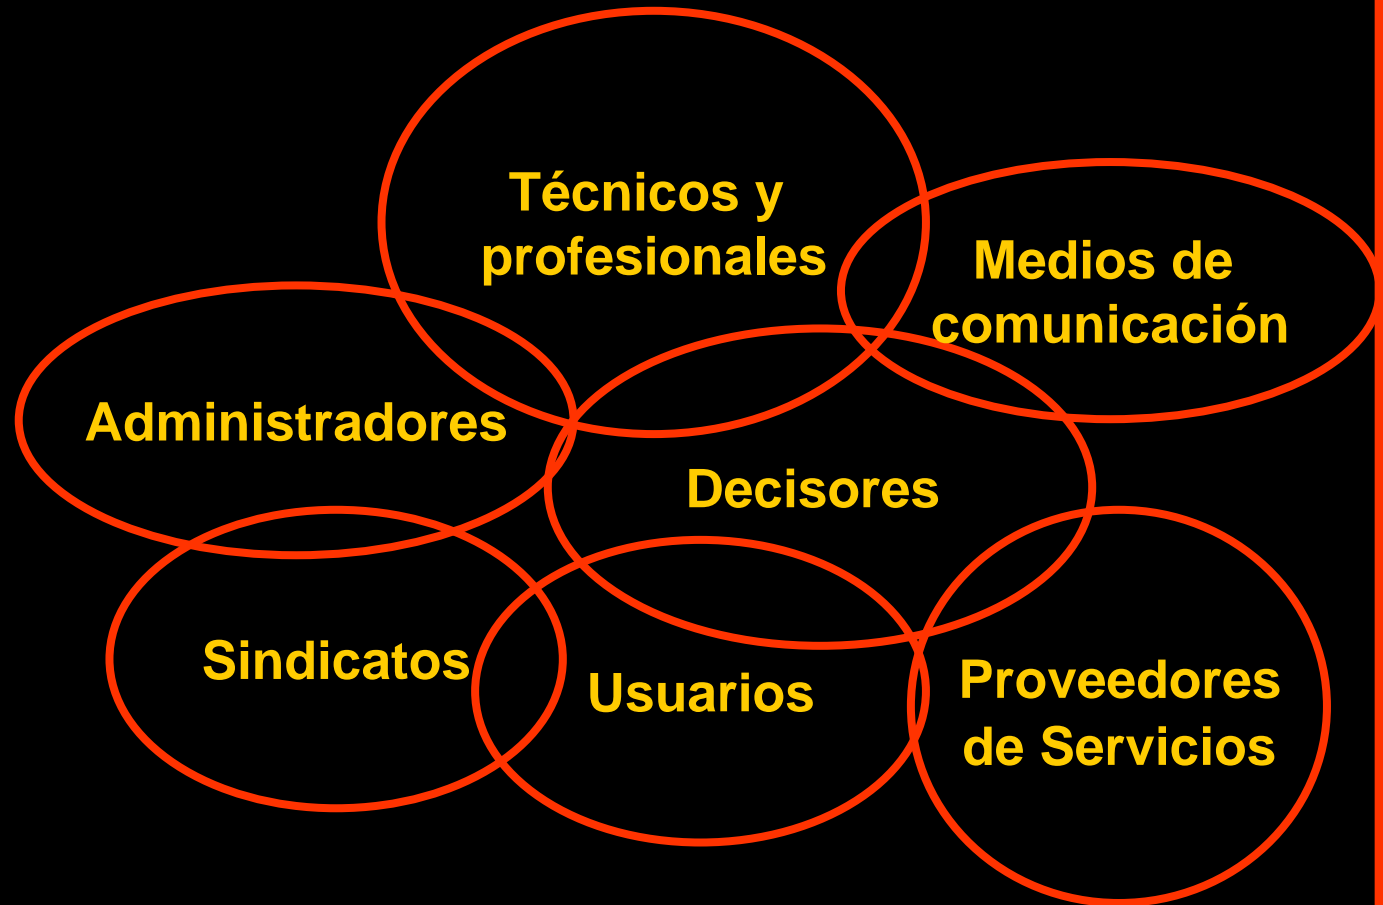 Técnicos y
profesionales
Medios de
comunicación
Administradores
Decisores
Sindicatos
Usuarios
Proveedores
de Servicios